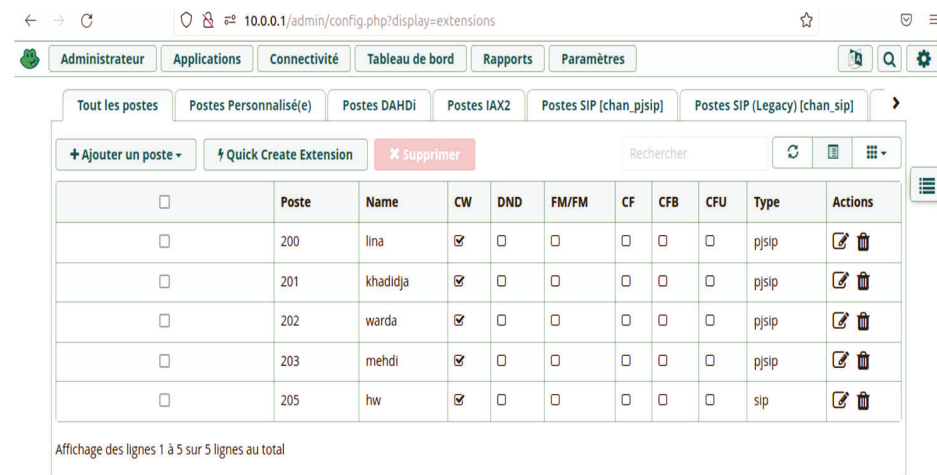 10.0.0.1/admin/config.php?display=extensions
Administrateur Applications Connectivité Tableau de bord Rapports Paramètres
Tout les postes Postes Personnalisé(e) Postes DAHDi Postes IAX2 Postes SIP [chan_pjsip] Postes SIP (Legacy) [chan_sip]
Ajouter un poste Quick Create Extension Supprimer Rechercher
Poste Name CW DND FM/FM CF CFB CFU Type Actions
200 lina pjsip
201 khadidja pjsip
202 warda pjsip
203 mehdi pjsip
205 hw sip
Affichage des lignes 1 à 5 sur 5 lignes au total